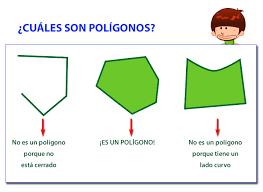 ¿CUÁLES SON POLÍGONOS?
No es un polígono
porque no
está cerrado
¡ES UN POLÍGONO!
No es un polígono
porque tiene un
lado curvo